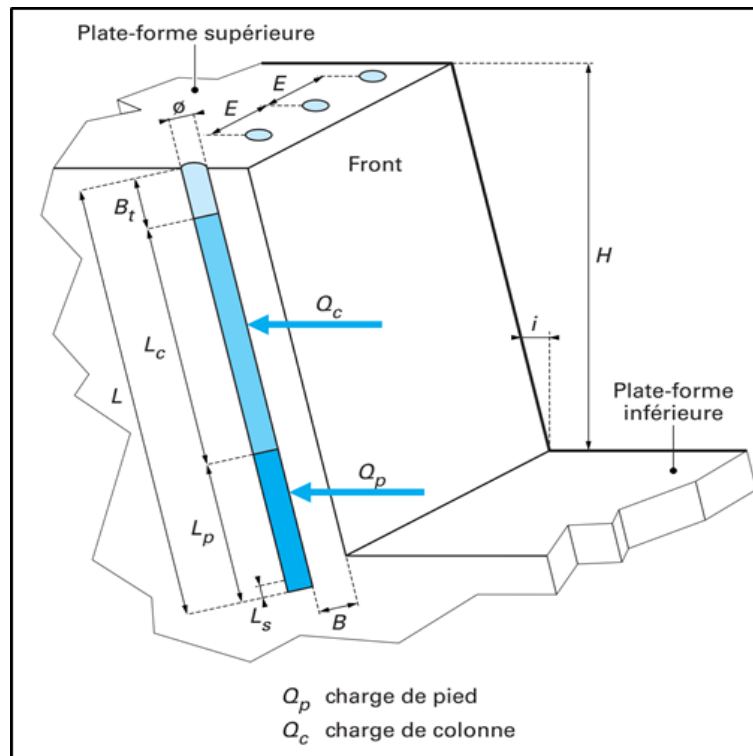 Plate-forme supérieure
E
ø
E
Front
B_t
H
Q_c
i
L_c
L
Plate-forme
inférieure
Q_p
L_p
L_s
B
Q_p charge de pied
Q_c charge de colonne